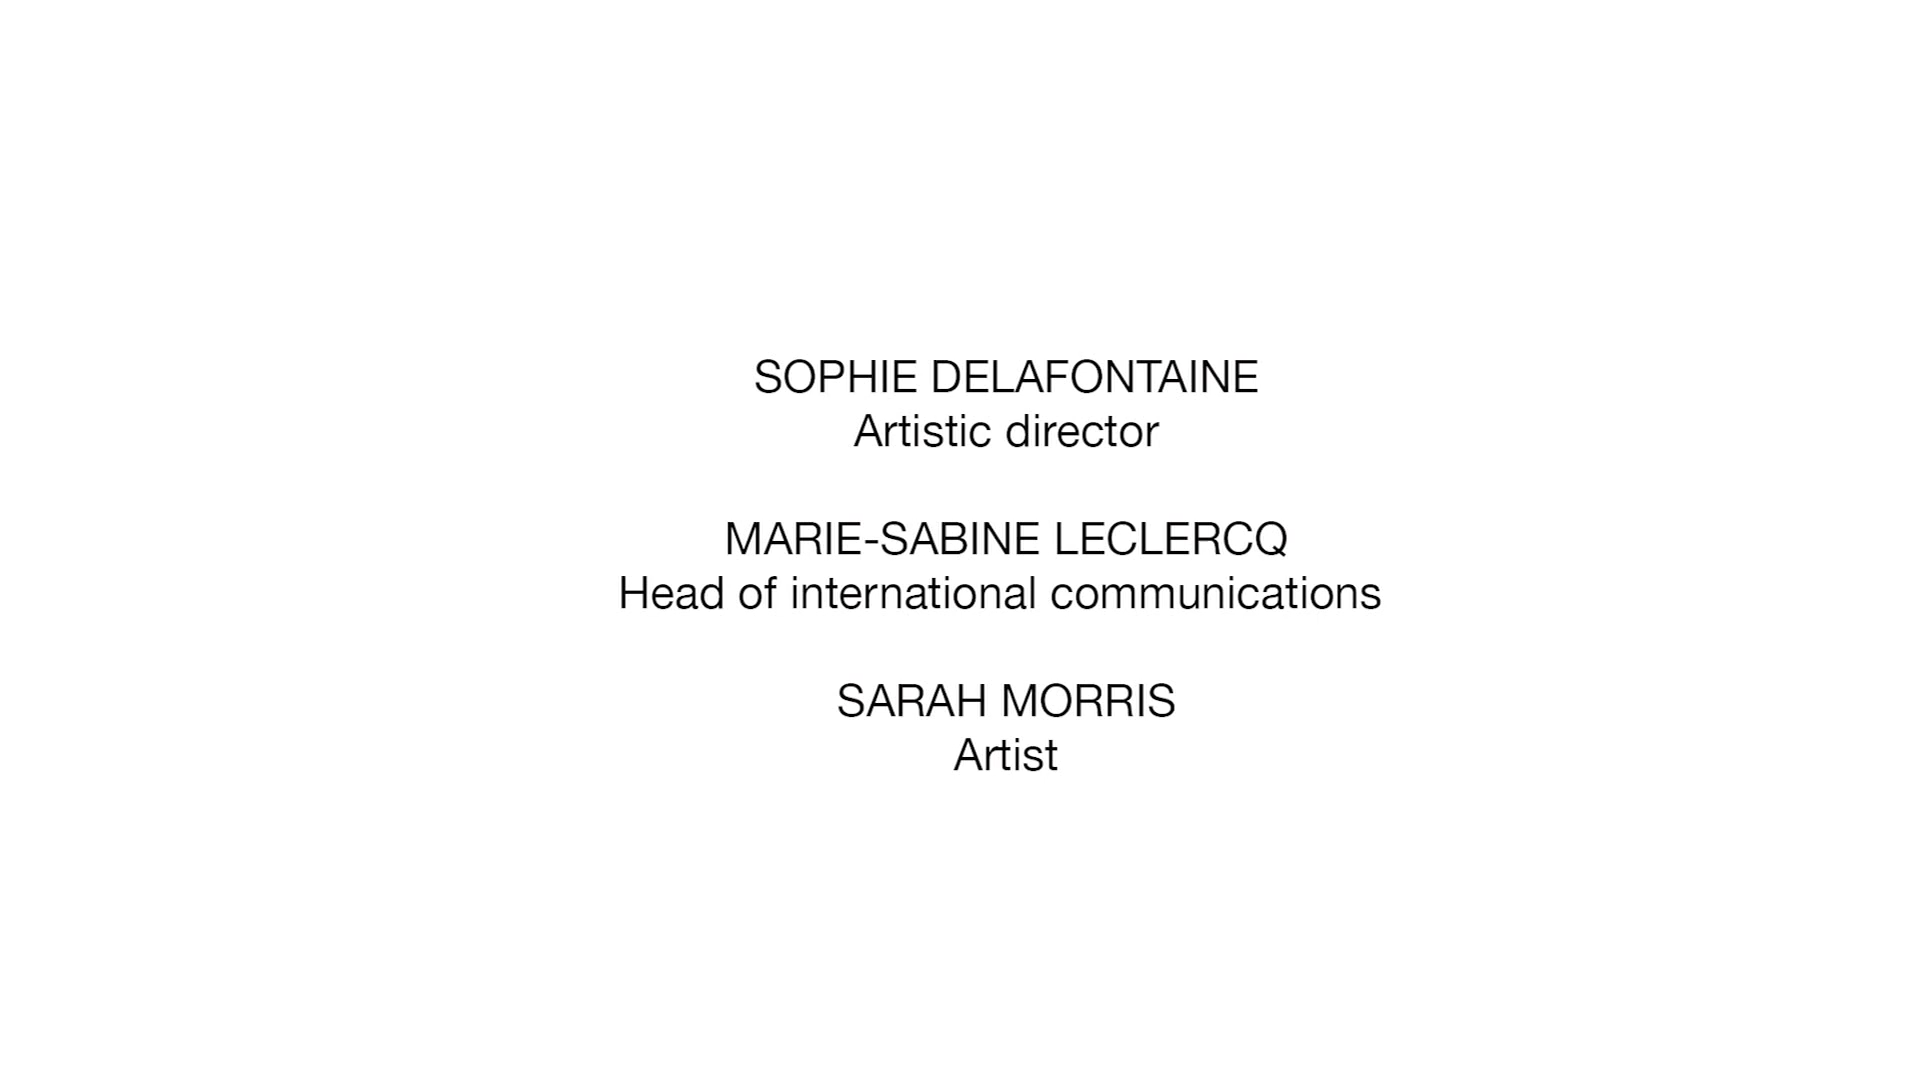 SOPHIE DELAFONTAINE
Artistic director
MARIE-SABINE LECLERCQ
Head of international communications
SARAH MORRIS
Artist